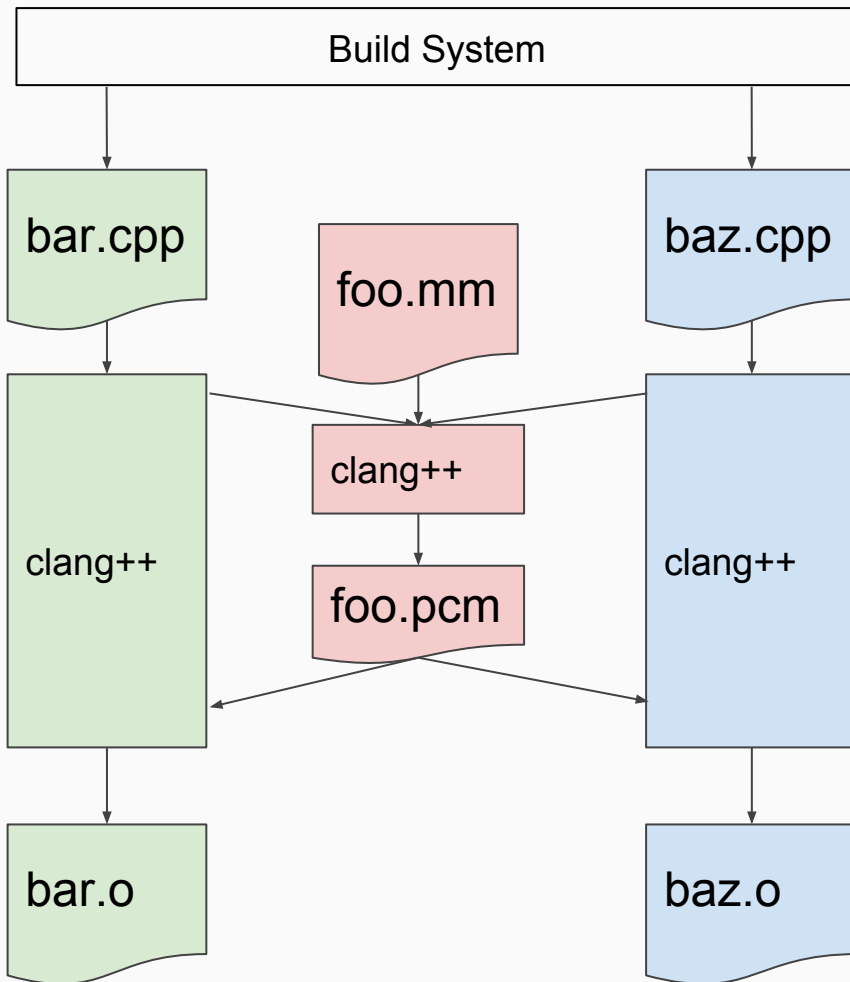 Build System
bar.cpp
baz.cpp
foo.mm
clang++
clang++
clang++
foo.pcm
bar.o
baz.o